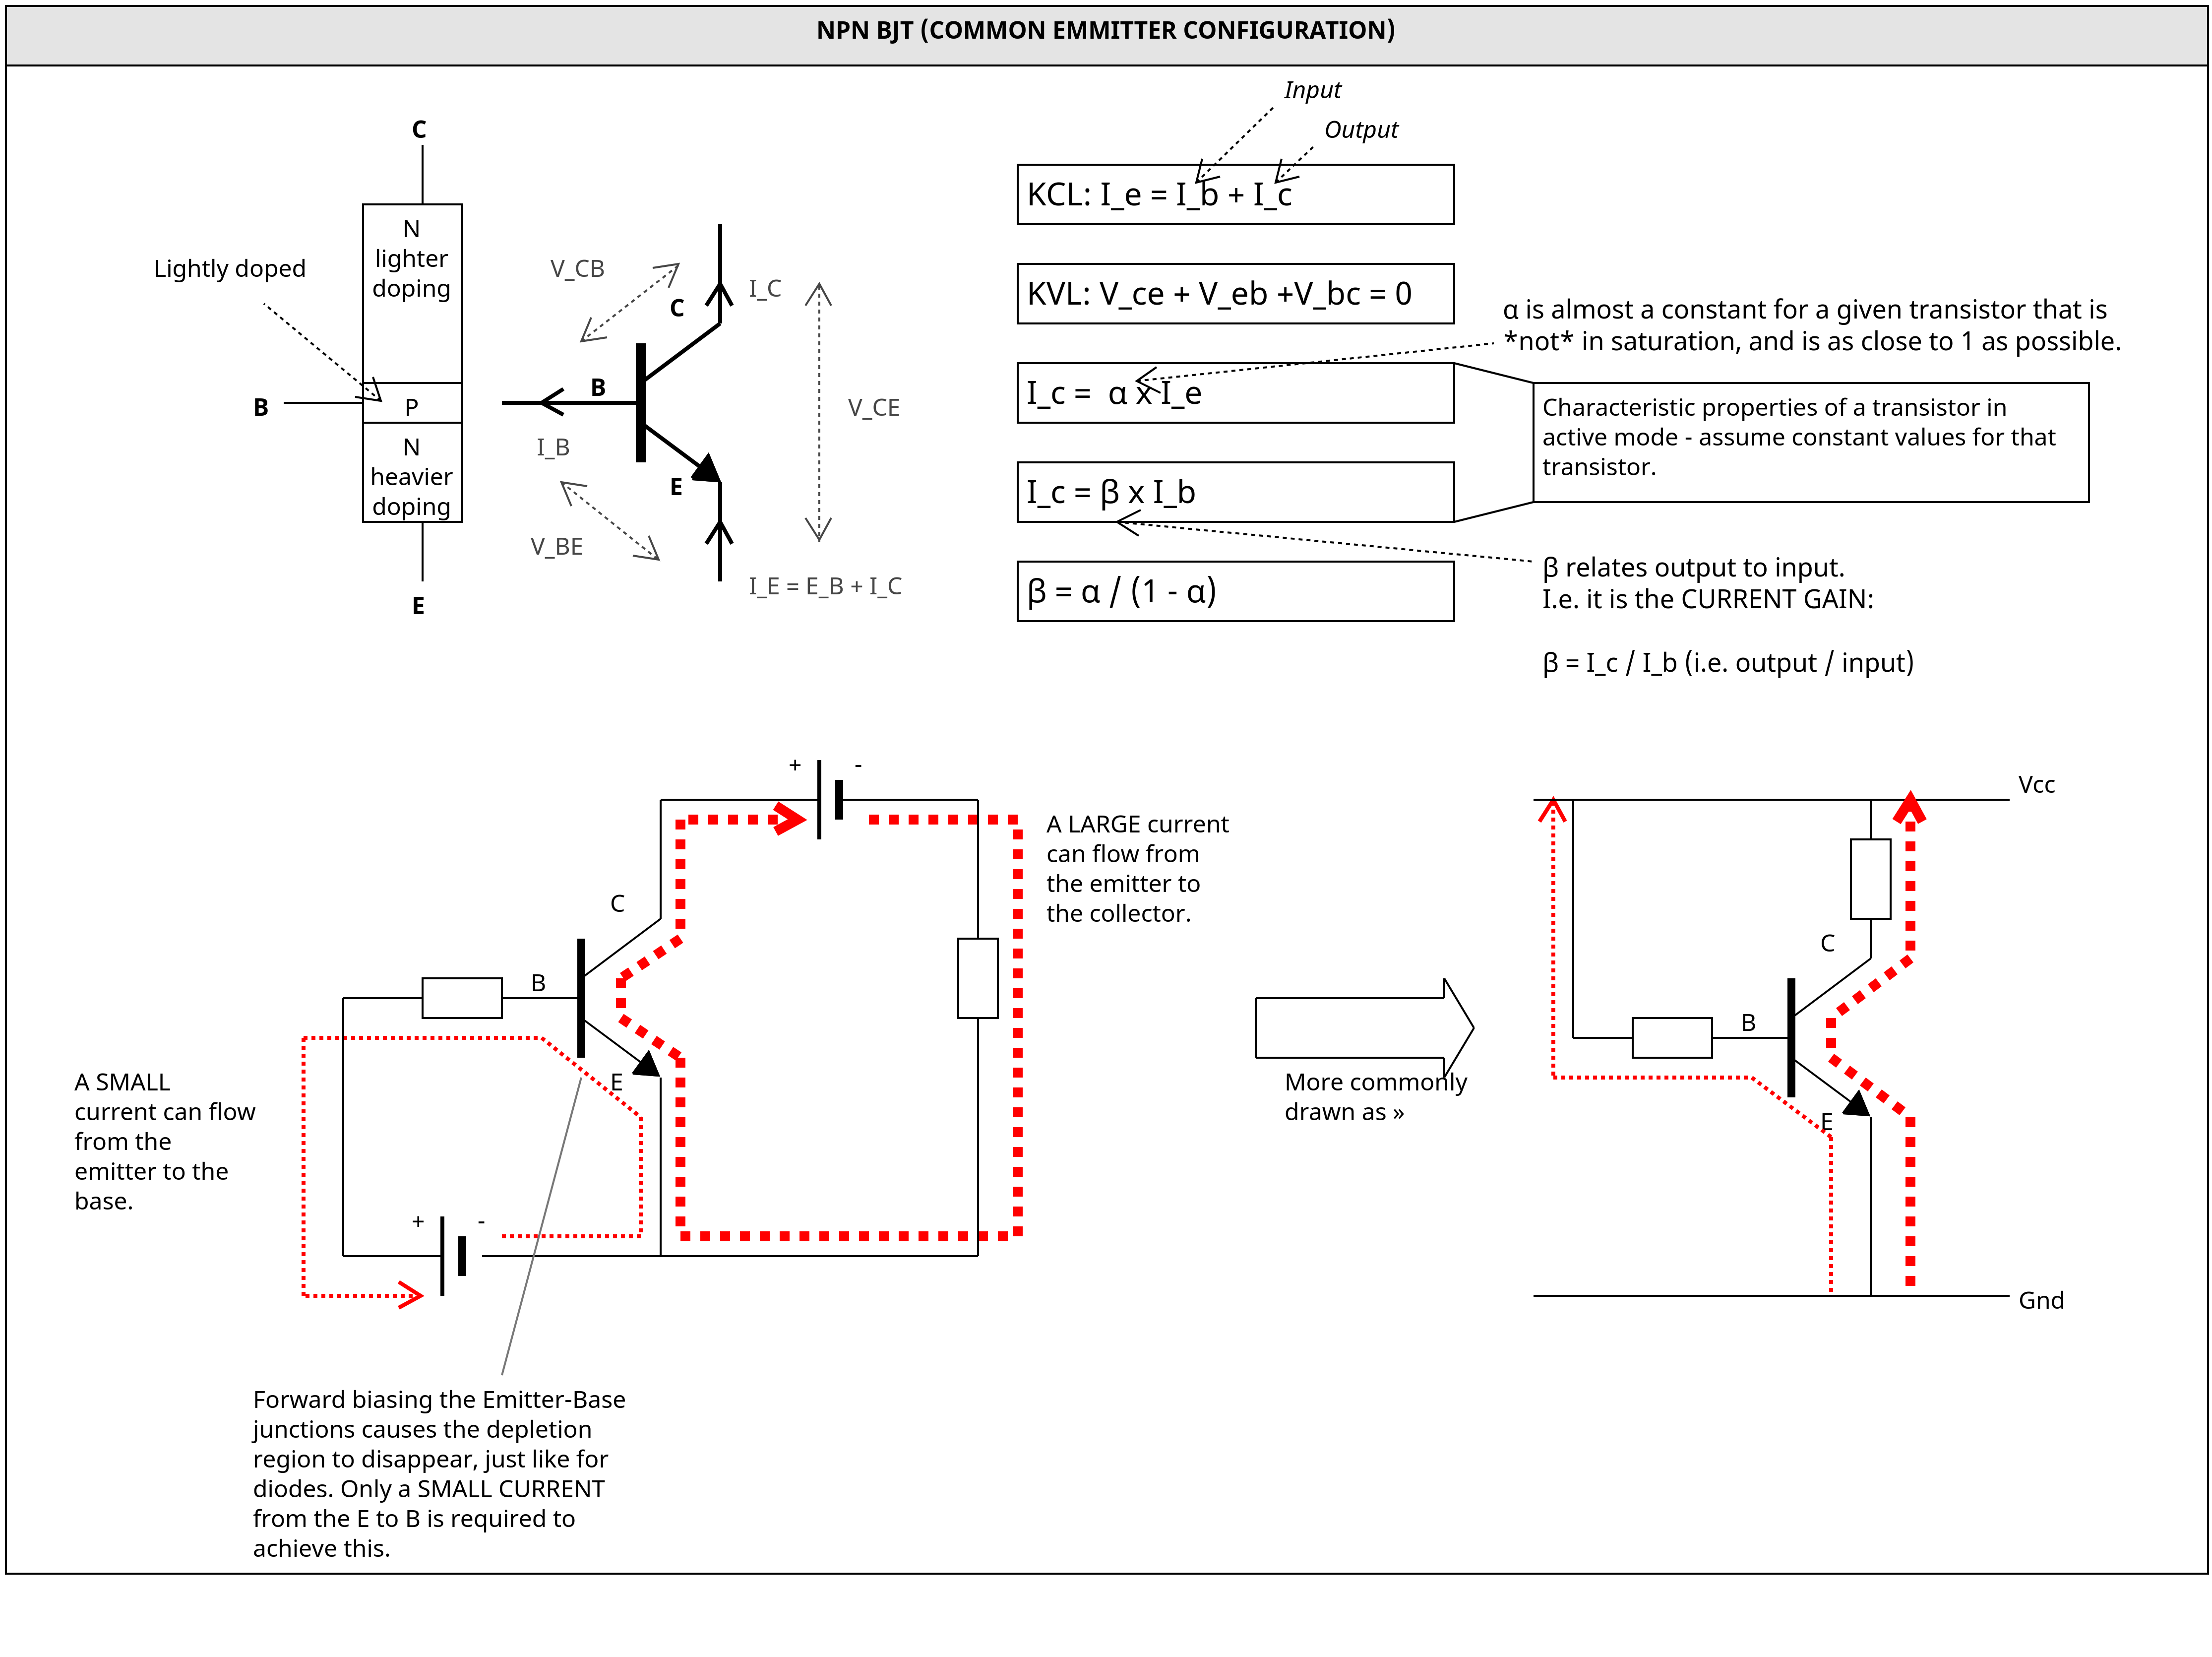 NPN BJT (COMMON EMMITTER CONFIGURATION)
Input
Output
C
N
lighter
doping
Lightly doped
B
P
N
heavier
doping
E
V_CB
C
I_C
B
V_CE
I_B
E
V_BE
I_E = E_B + I_C
KCL: I_e = I_b + I_c
KVL: V_ce + V_eb +V_bc = 0
I_c =  α x I_e
I_c = β x I_b
β = α / (1 - α)
α is almost a constant for a given transistor that is
*not* in saturation, and is as close to 1 as possible.
Characteristic properties of a transistor in
active mode - assume constant values for that
transistor.
β relates output to input.
I.e. it is the CURRENT GAIN:
β = I_c / I_b (i.e. output / input)
+ -
C
B
E
A LARGE current
can flow from
the emitter to
the collector.
A SMALL
current can flow
from the
emitter to the
base.
+ -
Forward biasing the Emitter-Base
junctions causes the depletion
region to disappear, just like for
diodes. Only a SMALL CURRENT
from the E to B is required to
achieve this.
More commonly
drawn as »
Vcc
C
B
E
Gnd